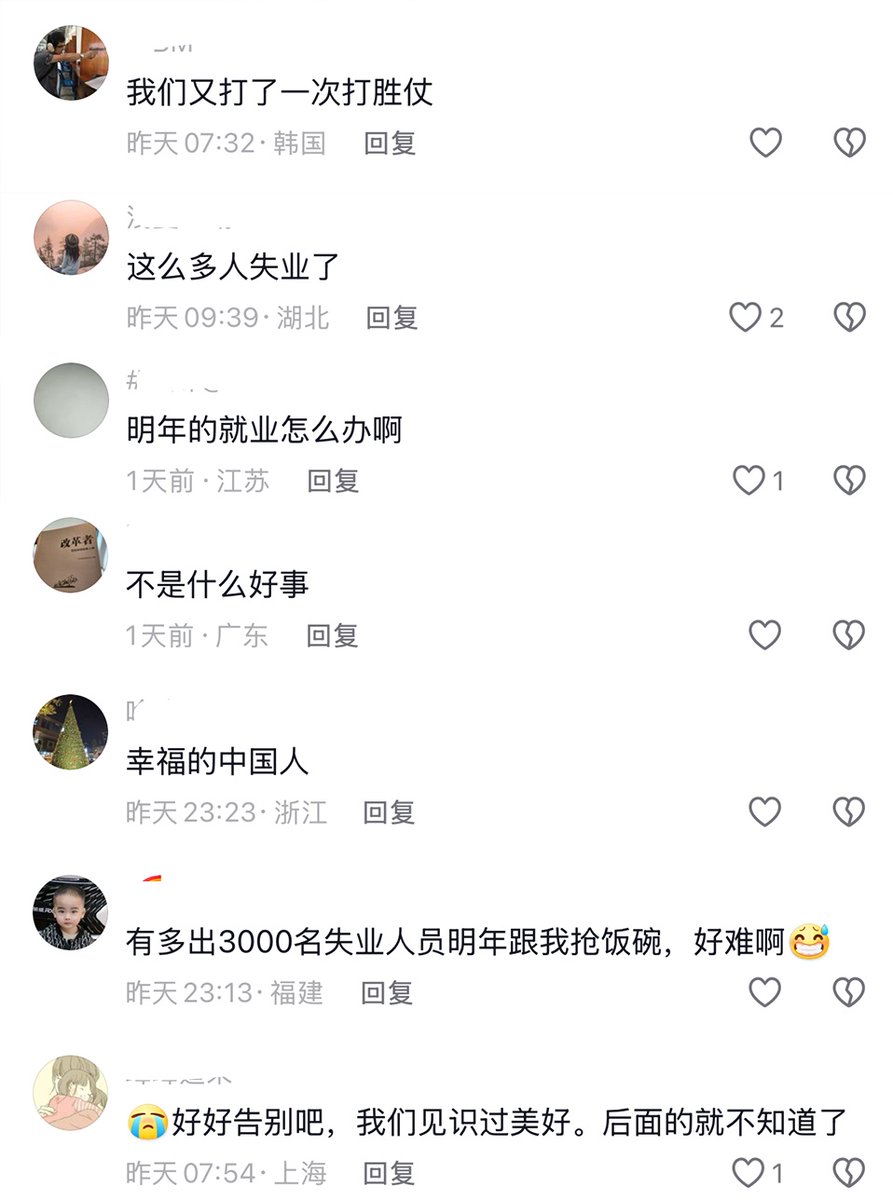 我们又打了一次打胜仗
昨天 07:32 · 韩国 回复
这么多人失业了
昨天 09:39 · 湖北 回复 2
明年的就业怎么办啊
1天前 · 江苏 回复 1
改革者
不是什么好事
1天前 · 广东 回复
幸福的中国人
昨天 23:23 · 浙江 回复
有多出3000名失业人员明年跟我抢饭碗，好难啊😅
昨天 23:13 · 福建 回复
😭好好告别吧，我们见识过美好。后面的就不知道了
昨天 07:54 · 上海 回复 1